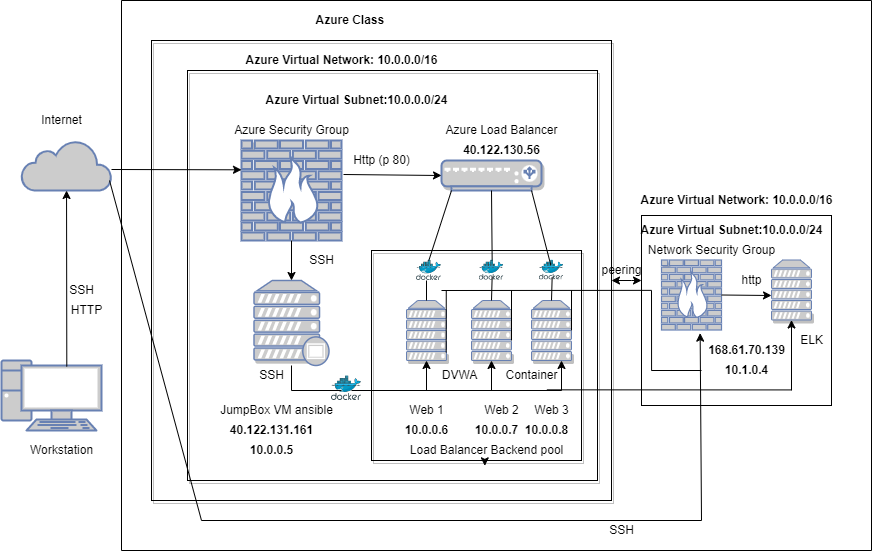 Azure Class
Azure Virtual Network: 10.0.0.0/16
Azure Virtual Subnet:10.0.0.0/24
Internet
Azure Security Group
Azure Load Balancer
40.122.130.56
Http (p 80)
Azure Virtual Network: 10.0.0.0/16
Azure Virtual Subnet:10.0.0.0/24
Network Security Group
SSH
docker
docker
docker
peering
http
SSH
HTTP
ELK
168.61.70.139
10.1.0.4
SSH
DVWA
Container
docker
JumpBox VM ansible
40.122.131.161
10.0.0.5
Web 1
Web 2
Web 3
10.0.0.6
10.0.0.7
10.0.0.8
Load Balancer Backend pool
Workstation
SSH